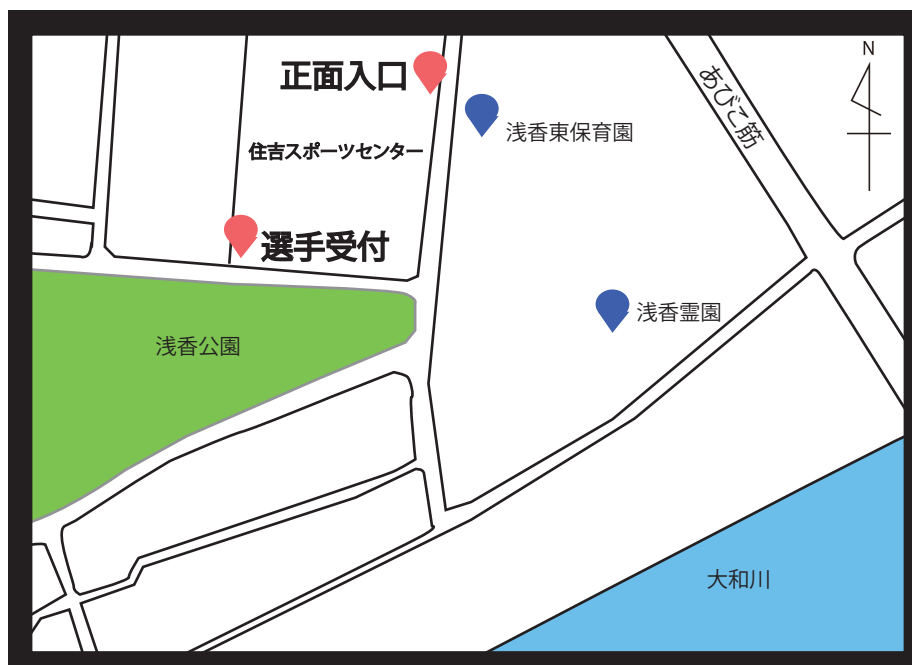 N
正面入口
あびこ筋
浅香東保育園
住吉スポーツセンター
選手受付
浅香霊園
浅香公園
大和川